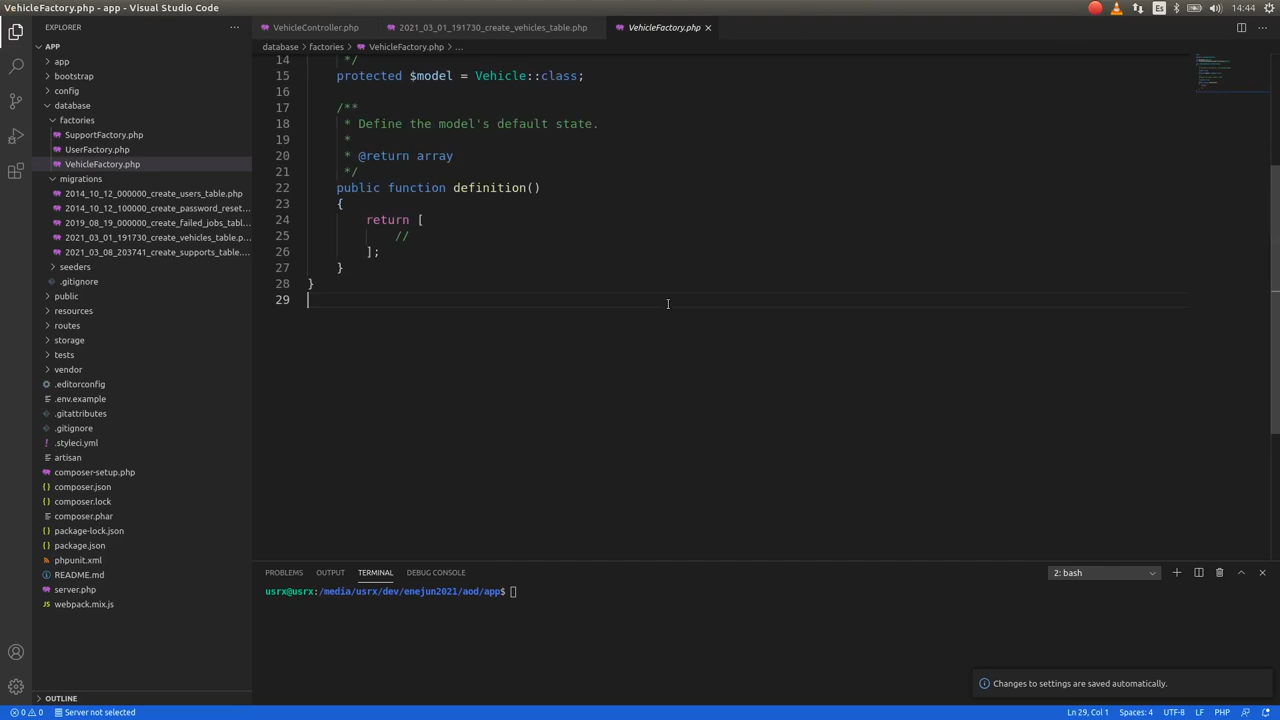 VehicleFactory.php - app - Visual Studio Code
Es
14:44
EXPLORER
APP
app
bootstrap
config
database
factories
SupportFactory.php
UserFactory.php
VehicleFactory.php
migrations
2014_10_12_000000_create_users_table.php
2014_10_12_100000_create_password_reset...
2019_08_19_000000_create_failed_jobs_tabl...
2021_03_01_191730_create_vehicles_table.p...
2021_03_08_203741_create_supports_table....
seeders
.gitignore
public
resources
routes
storage
tests
vendor
.editorconfig
.env.example
.gitattributes
.gitignore
.styleci.yml
artisan
composer-setup.php
composer.json
composer.lock
composer.phar
package-lock.json
package.json
phpunit.xml
README.md
server.php
webpack.mix.js
OUTLINE
VehicleController.php
2021_03_01_191730_create_vehicles_table.php
VehicleFactory.php
database > factories > VehicleFactory.php > ...
14 */
15 protected $model = Vehicle::class;
16
17 /**
18 * Define the model's default state.
19 *
20 * @return array
21 */
22 public function definition()
23 {
24 return [
25 //
26 ];
27 }
28 }
29
PROBLEMS OUTPUT TERMINAL DEBUG CONSOLE
2: bash
usrx@usrx:/media/usrx/dev/enejun2021/aod/app$
Changes to settings are saved automatically.
0 0 Server not selected
Ln 29, Col 1 Spaces: 4 UTF-8 LF PHP